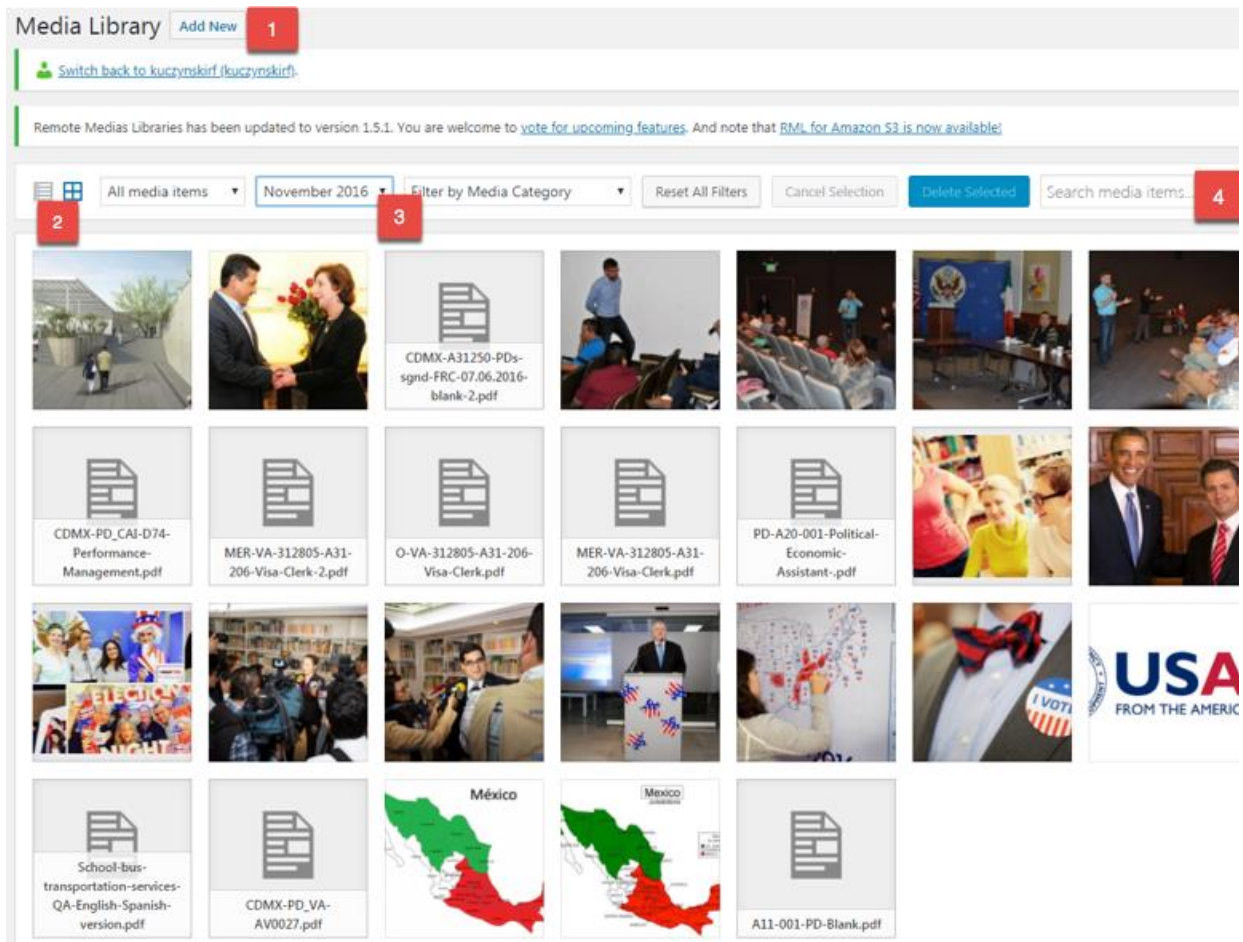 Media Library Add New 1
Switch back to kuczynskirf (kuczynskirf).
Remote Medias Libraries has been updated to version 1.5.1. You are welcome to vote for upcoming features. And note that RML for Amazon S3 is now available!
All media items November 2016 Filter by Media Category Reset All Filters Cancel Selection Delete Selected Search media items... 4
2 3
CDMX-A31250-PDs-
sgnd-FRC-07.06.2016-
blank-2.pdf
CDMX-PD_CAI-D74-
Performance-
Management.pdf
MER-VA-312805-A31-
206-Visa-Clerk-2.pdf
O-VA-312805-A31-206-
Visa-Clerk.pdf
MER-VA-312805-A31-
206-Visa-Clerk.pdf
PD-A20-001-Political-
Economic-
Assistant-.pdf
ELECTION
NIGHT
I VOTE
USA
FROM THE AMERIC
School-bus-
transportation-services-
QA-English-Spanish-
version.pdf
CDMX-PD_VA-
AV0027.pdf
México
Mexico
A11-001-PD-Blank.pdf